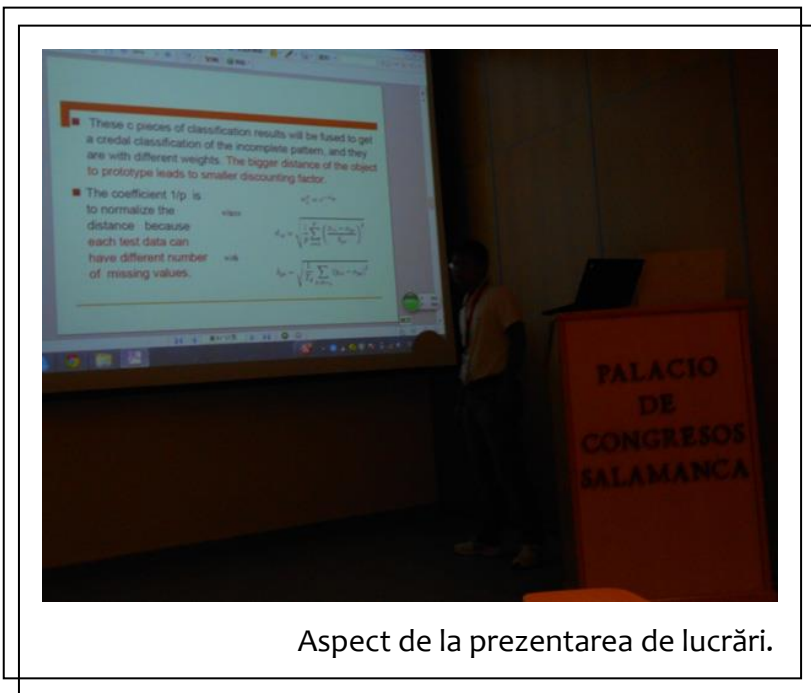 These c pieces of classification results will be fused to get
a credal classification of the incomplete pattern, and they
are with different weights. The bigger distance of the object
to prototype leads to smaller discounting factor.
The coefficient 1/p is
to normalize the
distance because
each test data can
have different number
of missing values.
where
with
PALACIO
DE
CONGRESOS
SALAMANCA
Aspect de la prezentarea de lucrări.